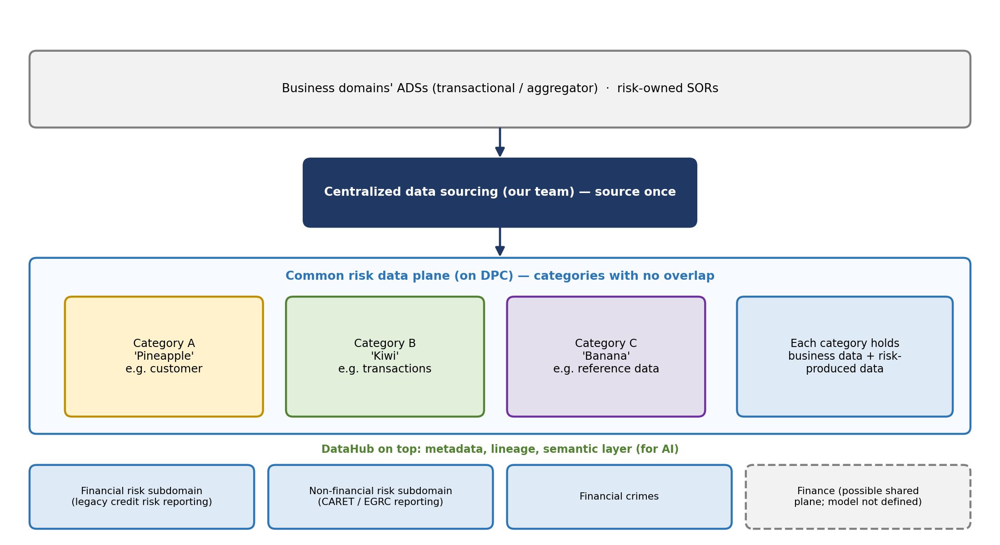 Business domains' ADSs (transactional / aggregator) · risk-owned SORs
Centralized data sourcing (our team) — source once
Common risk data plane (on DPC) — categories with no overlap
Category A
'Pineapple'
e.g. customer
Category B
'Kiwi'
e.g. transactions
Category C
'Banana'
e.g. reference data
Each category holds
business data + risk-
produced data
DataHub on top: metadata, lineage, semantic layer (for AI)
Financial risk subdomain
(legacy credit risk reporting)
Non-financial risk subdomain
(CARET / EGRC reporting)
Financial crimes
Finance (possible shared
plane; model not defined)